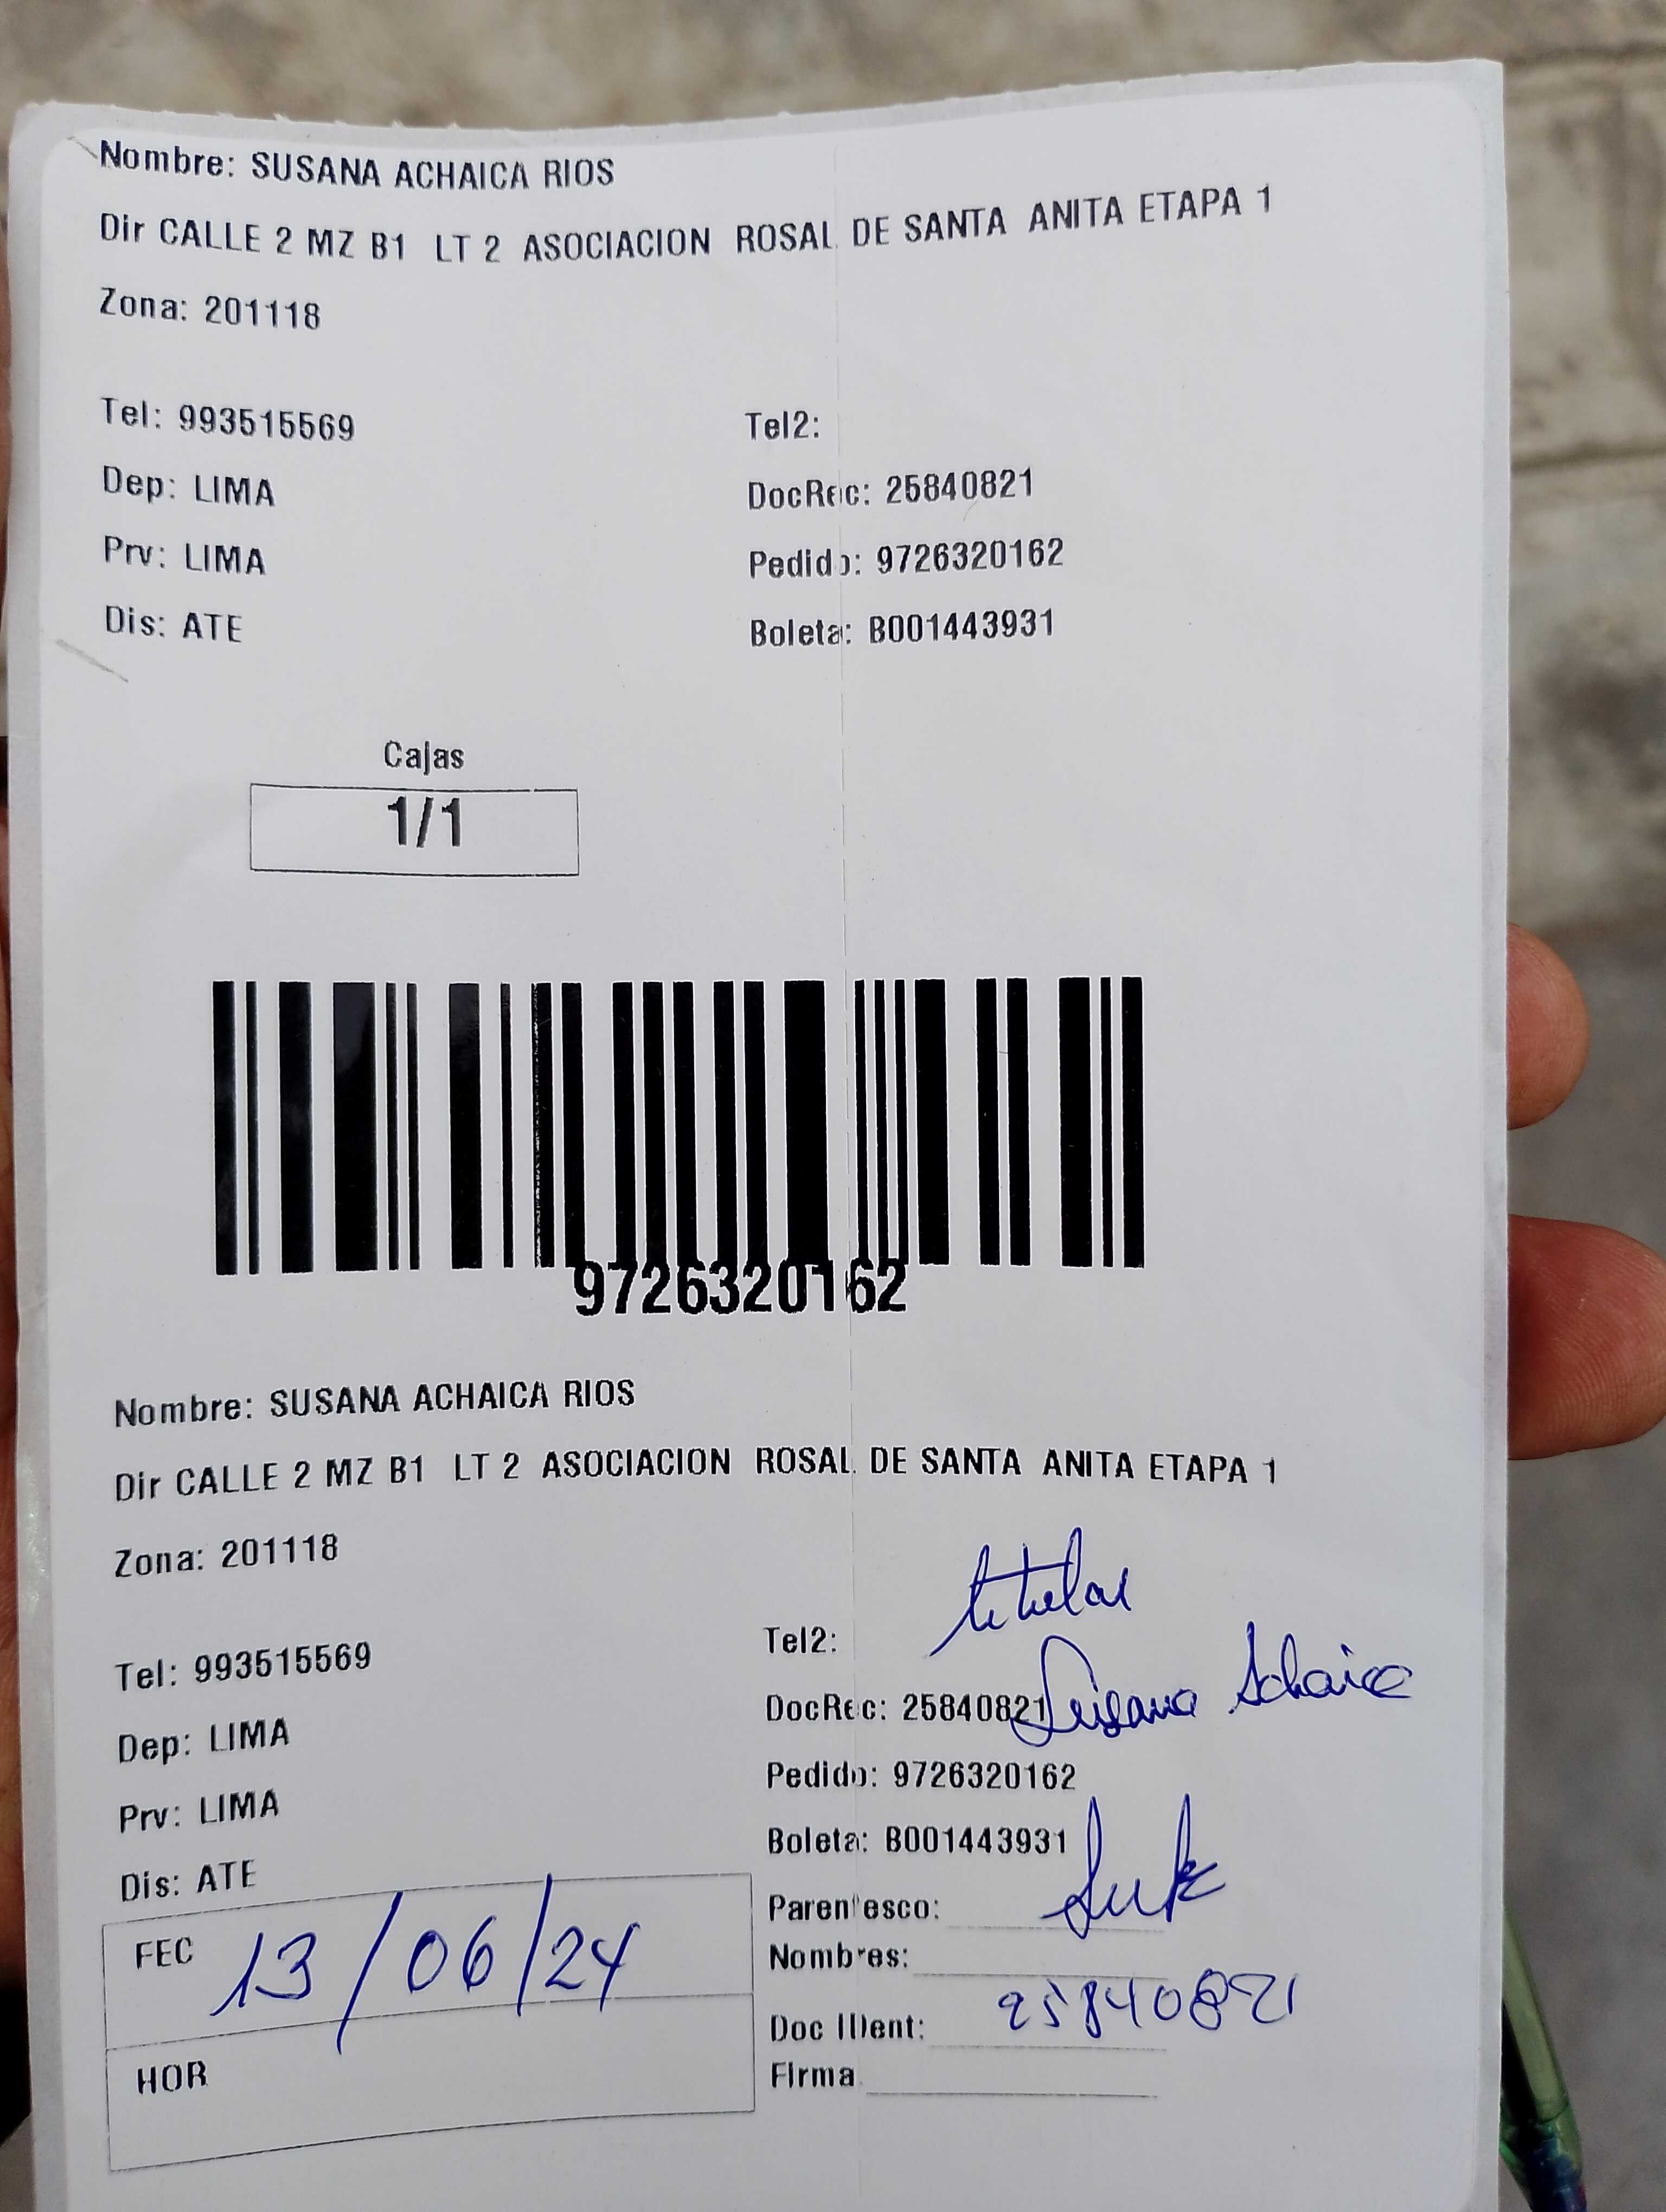 Nombre: SUSANA ACHAICA RIOS
Dir CALLE 2 MZ B1 LT 2 ASOCIACION ROSAL DE SANTA ANITA ETAPA 1
Zona: 201118
Tel: 993515569 Tel2:
Dep: LIMA DocRec: 25840821
Prv: LIMA Pedido: 9726320162
Dis: ATE Boleta: B001443931
Cajas
1/1
9726320162
Nombre: SUSANA ACHAICA RIOS
Dir CALLE 2 MZ B1 LT 2 ASOCIACION ROSAL DE SANTA ANITA ETAPA 1
Zona: 201118
titular
Tel: 993515569 Tel2:
Susana Achaica
Dep: LIMA DocRec: 25840821
Prv: LIMA Pedido: 9726320162
Dis: ATE Boleta: B001443931
Parentesco:
FEC 13/06/24
Nombres:
Doc IDent: 25840821
HOR
Firma